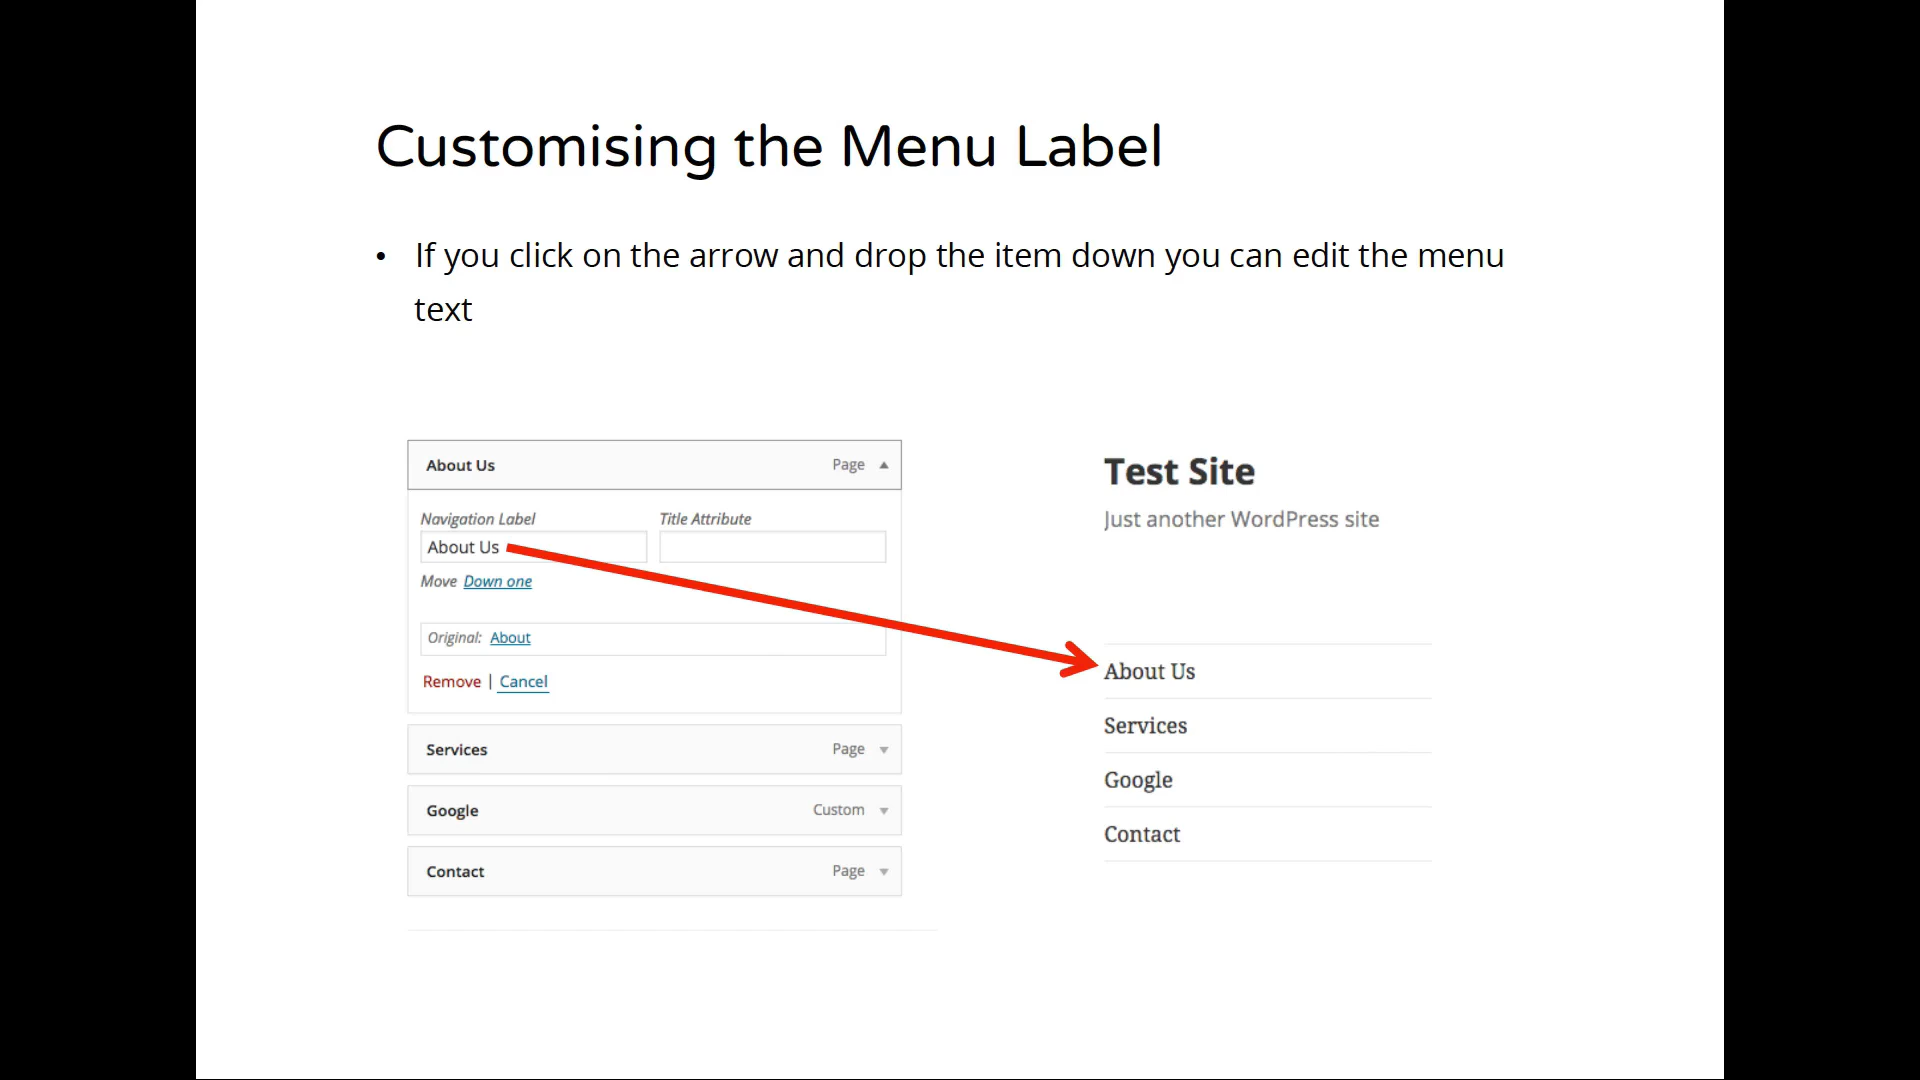 Customising the Menu Label
• If you click on the arrow and drop the item down you can edit the menu
text
About Us Page
Navigation Label Title Attribute
About Us
Move Down one
Original: About
Remove | Cancel
Services Page
Google Custom
Contact Page
Test Site
Just another WordPress site
About Us
Services
Google
Contact